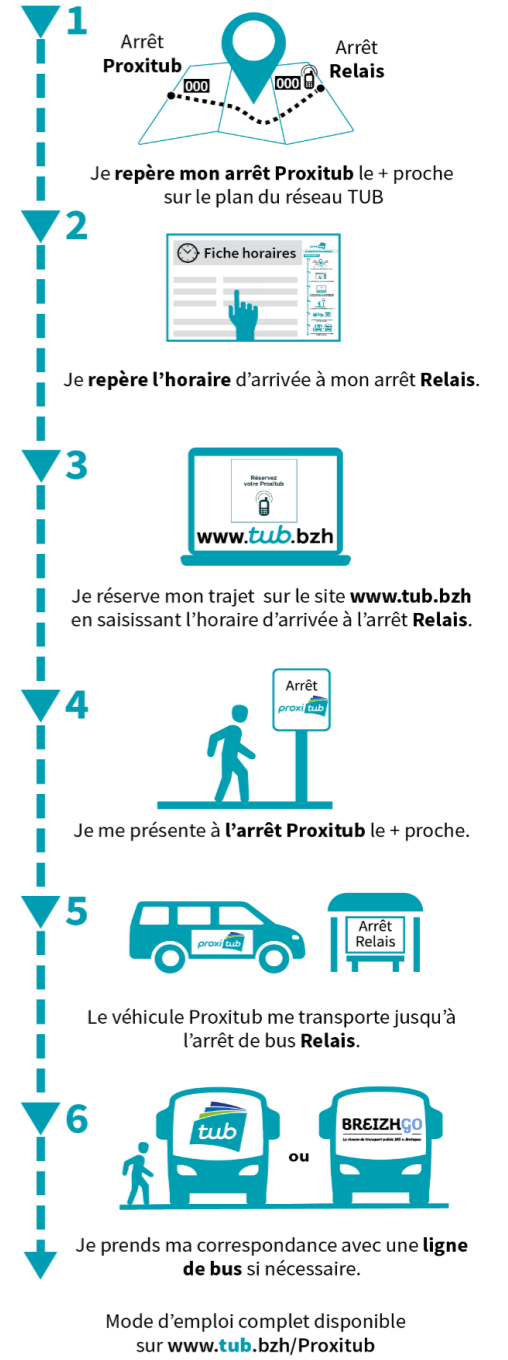 1
Arrêt
Proxitub
Arrêt
Relais
000
000
Je repère mon arrêt Proxitub le + proche
sur le plan du réseau TUB
2
Fiche horaires
Je repère l’horaire d’arrivée à mon arrêt Relais.
3
Réservez
votre Proxitub
www.tub.bzh
Je réserve mon trajet sur le site www.tub.bzh
en saisissant l’horaire d’arrivée à l’arrêt Relais.
4
Arrêt
proxitub
Je me présente à l’arrêt Proxitub le + proche.
5
proxitub
Arrêt
Relais
Le véhicule Proxitub me transporte jusqu’à
l’arrêt de bus Relais.
6
tub
ou
BREIZHGO
Je prends ma correspondance avec une ligne
de bus si nécessaire.
Mode d’emploi complet disponible
sur www.tub.bzh/Proxitub